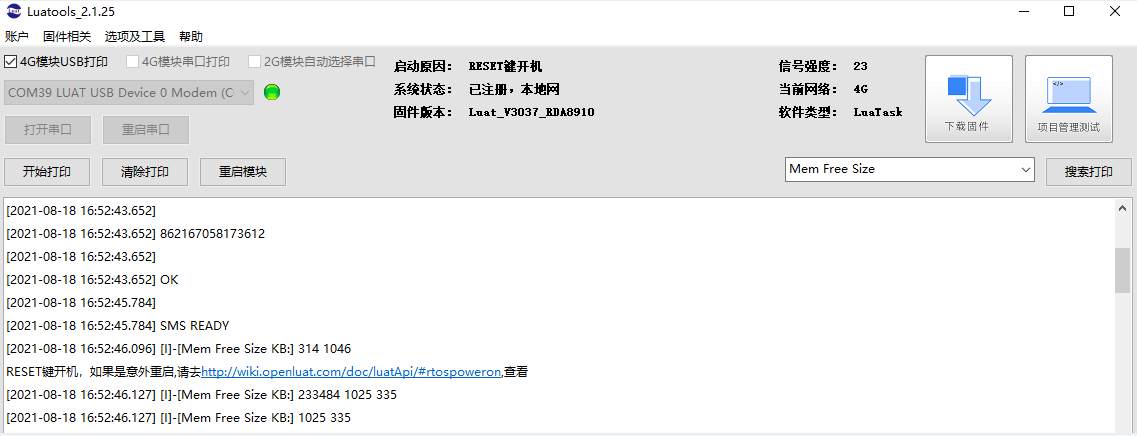 Luatools_2.1.25
账户 固件相关 选项及工具 帮助
4G模块USB打印 4G模块串口打印 2G模块自动选择串口
COM39 LUAT USB Device 0 Modem (C
打开串口 重启串口
启动原因: RESET键开机
系统状态: 已注册，本地网
固件版本: Luat_V3037_RDA8910
信号强度: 23
当前网络: 4G
软件类型: LuaTask
下载固件
项目管理测试
开始打印 清除打印 重启模块 Mem Free Size 搜索打印
[2021-08-18 16:52:43.652]
[2021-08-18 16:52:43.652] 862167058173612
[2021-08-18 16:52:43.652]
[2021-08-18 16:52:43.652] OK
[2021-08-18 16:52:45.784]
[2021-08-18 16:52:45.784] SMS READY
[2021-08-18 16:52:46.096] [I]-[Mem Free Size KB:] 314 1046
RESET键开机，如果是意外重启,请去http://wiki.openluat.com/doc/luatApi/#rtospoweron,查看
[2021-08-18 16:52:46.127] [I]-[Mem Free Size KB:] 233484 1025 335
[2021-08-18 16:52:46.127] [I]-[Mem Free Size KB:] 1025 335